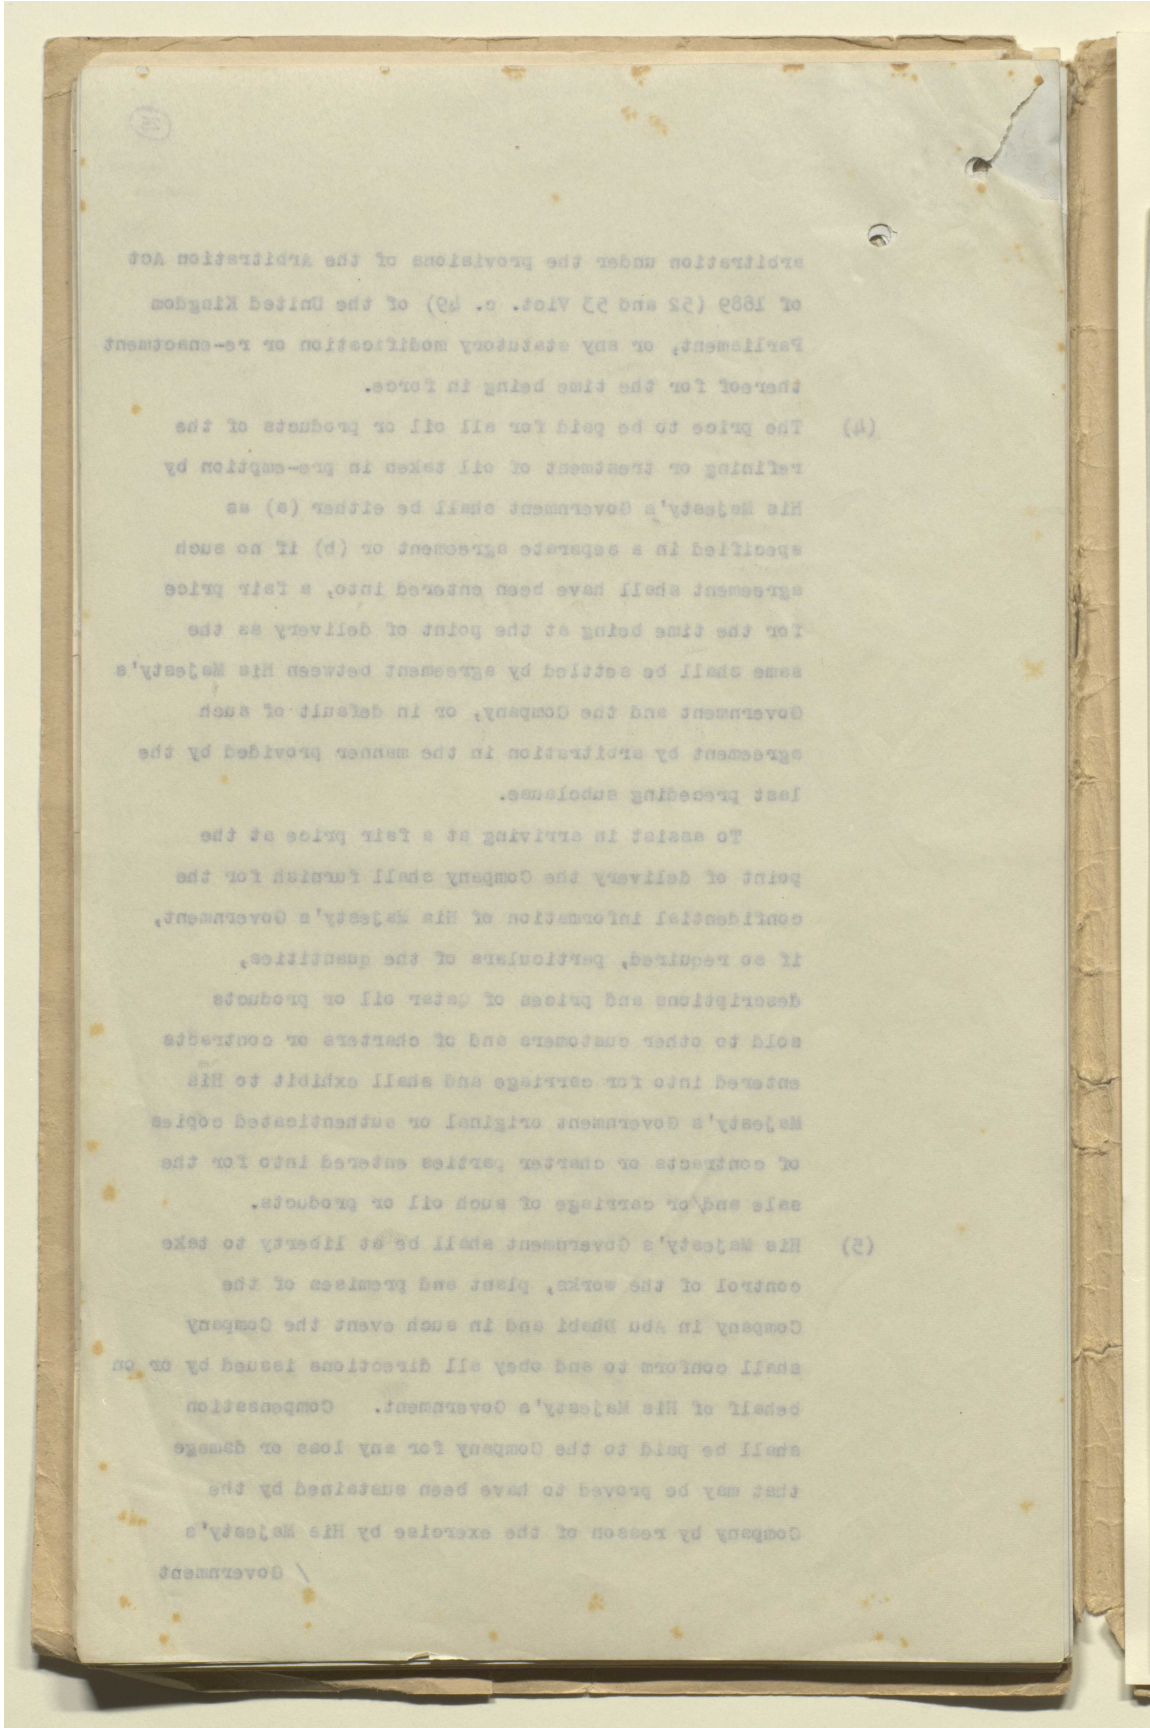 arbitration under the provisions of the Arbitration Act
of 1889 (52 and 53 Vict. c. 49) of the United Kingdom
Parliament, or any statutory modification or re-enactment
thereof for the time being in force.
(4) The price to be paid for all oil or products of the
refining or treatment of oil taken in pre-emption by
His Majesty's Government shall be either (a) as
specified in a separate agreement or (b) if no such
agreement shall have been entered into, a fair price
for the time being at the point of delivery as the
same shall be settled by agreement between His Majesty's
Government and the Company, or in default of such
agreement by arbitration in the manner provided by the
last preceding subclause.
To assist in arriving at a fair price at the
point of delivery the Company shall furnish for the
confidential information of His Majesty's Government,
if so required, particulars of the quantities,
descriptions and prices of Qatar oil or products
sold to other customers and of charters or contracts
entered into for carriage and shall exhibit to His
Majesty's Government original or authenticated copies
of contracts or charter parties entered into for the
sale and/or carriage of such oil or products.
(5) His Majesty's Government shall be at liberty to take
control of the works, plant and premises of the
Company in Abu Dhabi and in such event the Company
shall conform to and obey all directions issued by or on
behalf of His Majesty's Government. Compensation
shall be paid to the Company for any loss or damage
that may be proved to have been sustained by the
Company by reason of the exercise by His Majesty's
/ Government